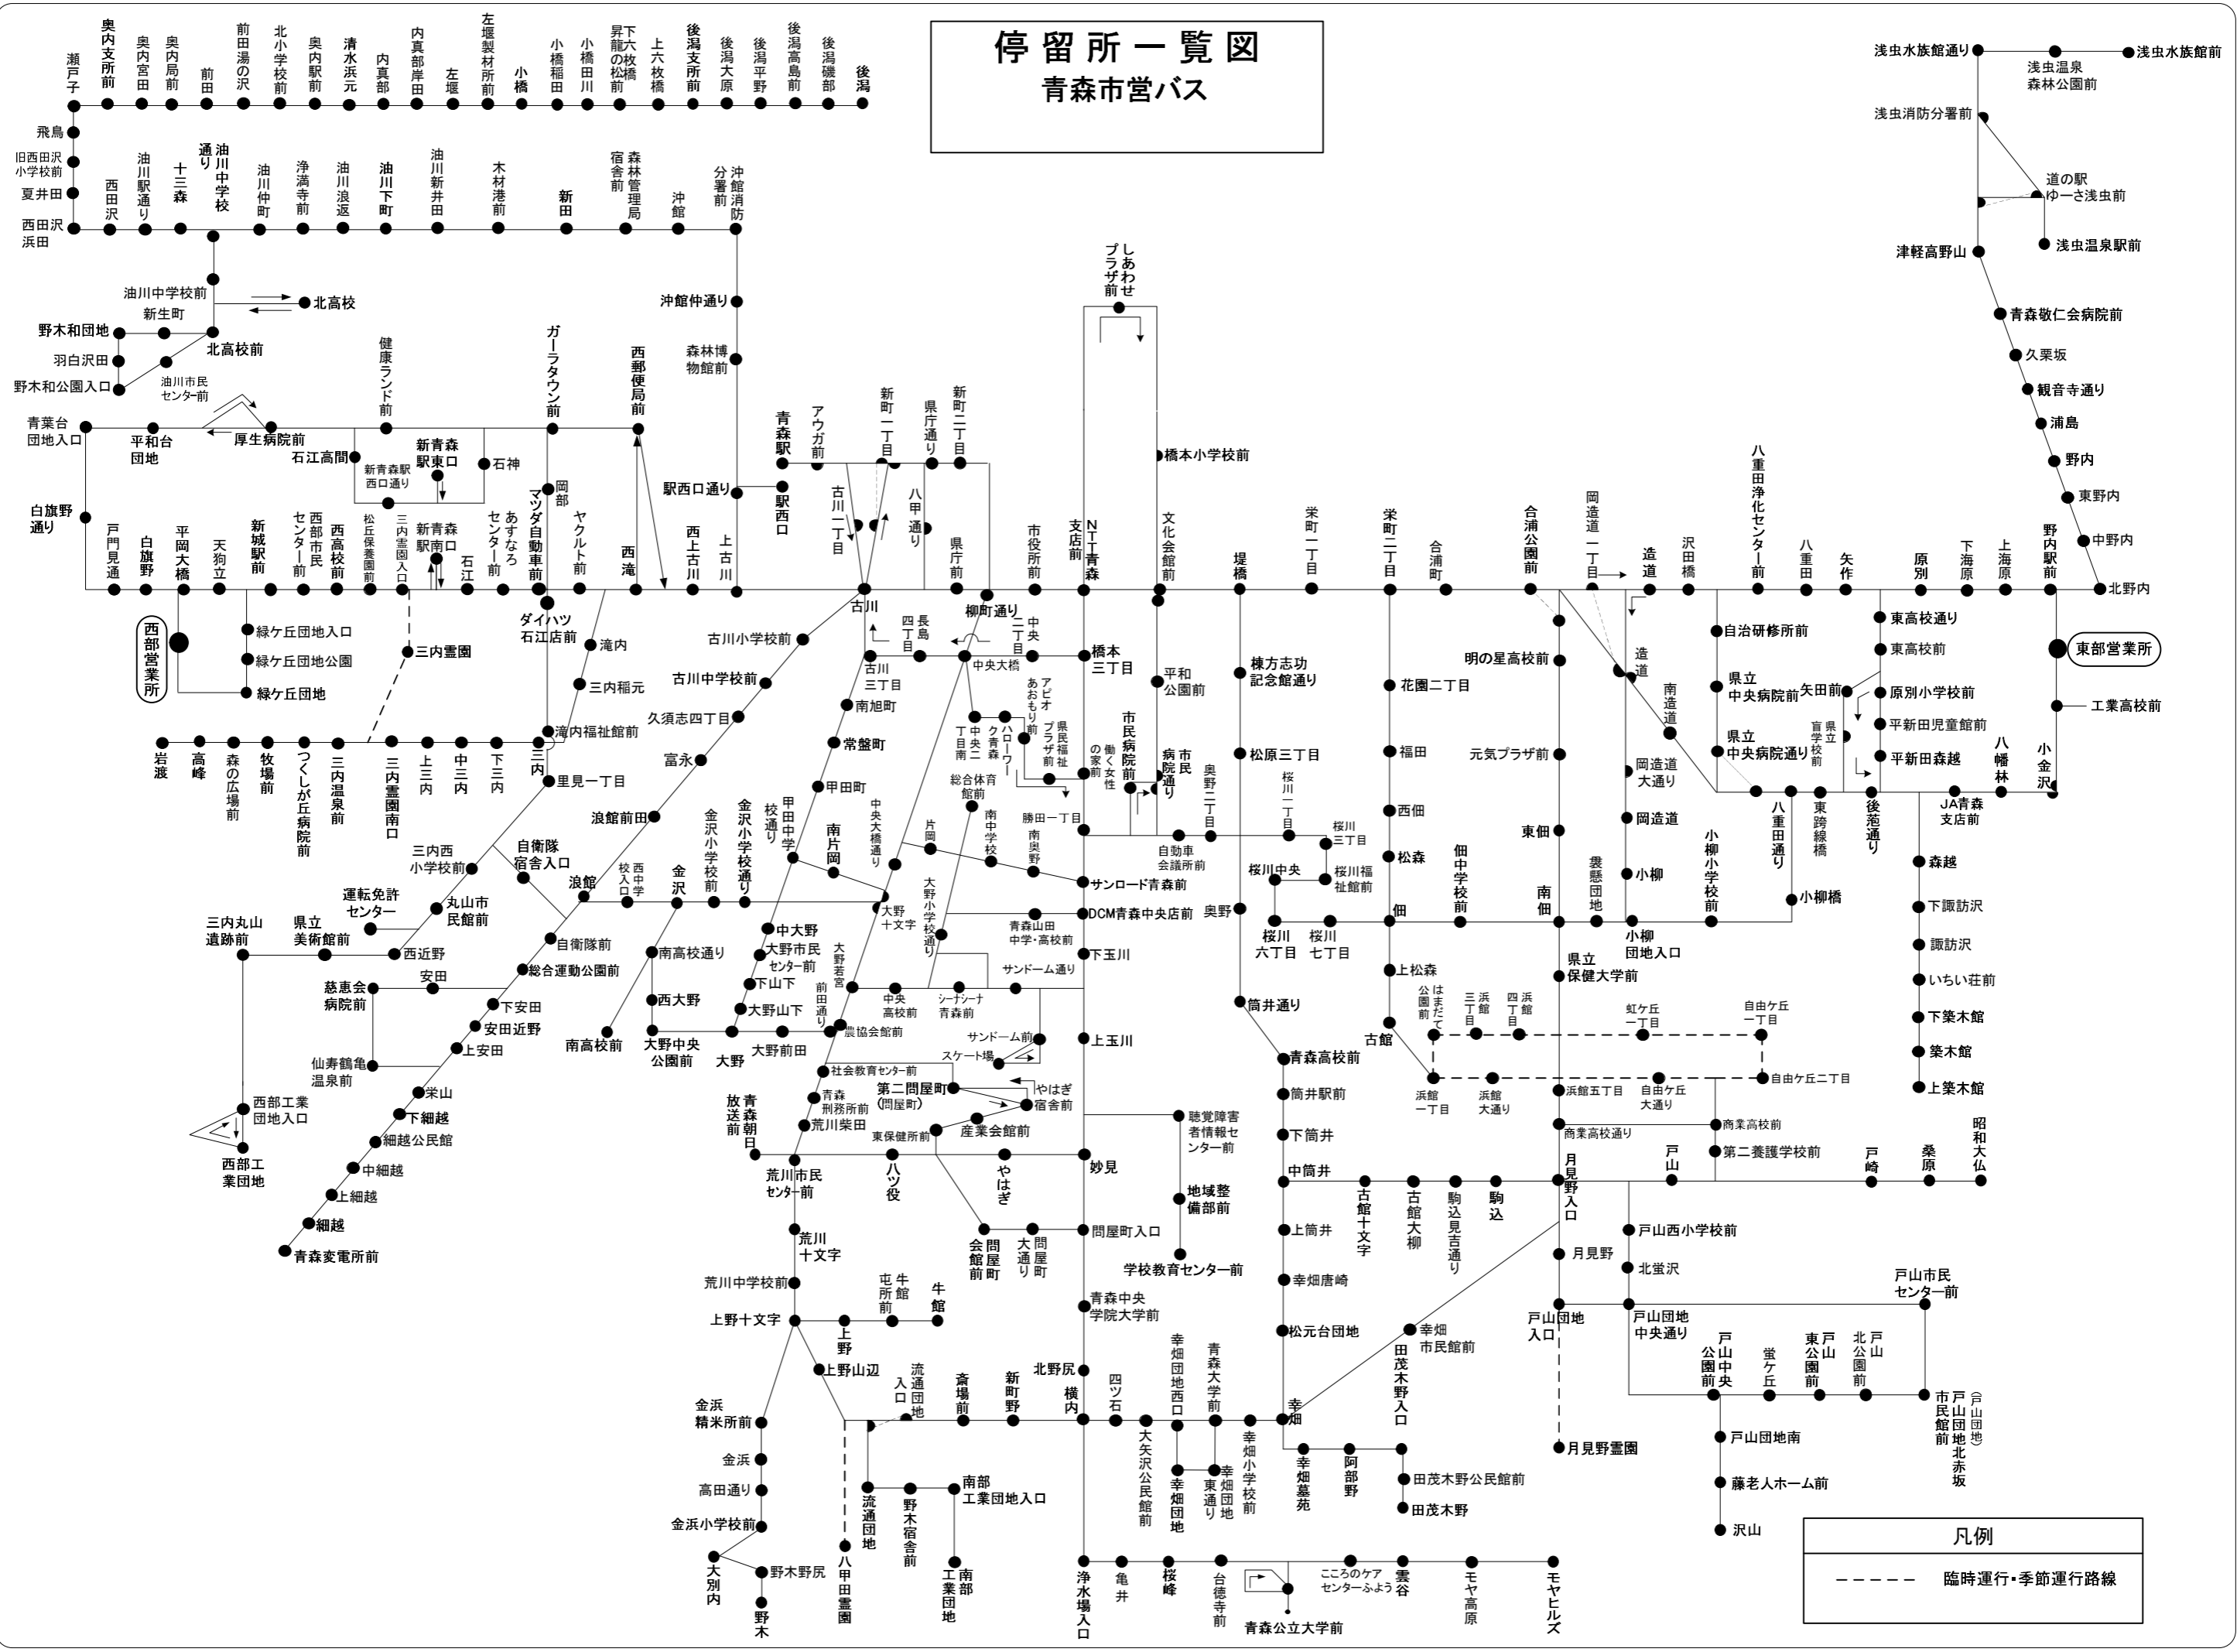 停留所一覧図
青森市営バス
瀬戸子
奥内支所前
奥内宮田
奥内局前
前田
前田湯の沢
北小学校前
奥内駅前
清水浜元
内真部
内真部岸田
左堰
左堰製材所前
小橋
小橋稲田
小橋田川
昇龍の松前
下六枚橋
上六枚橋
後潟支所前
後潟大原
後潟平野
後潟高島前
後潟磯部
後潟
飛鳥
旧西田沢
小学校前
夏井田
西田沢
浜田
西田沢
油川駅通り
十三森
油川中学校
通り
油川仲町
浄満寺前
油川浪返
油川下町
油川新井田
木材港前
新田
森林管理局
宿舎前
沖館
沖館消防
分署前
油川中学校前
新生町
北高校
野木和団地
北高校前
羽白沢田
野木和公園入口
油川市民
センター前
沖館仲通り
森林博
物館前
青葉台
団地入口
平和台
団地
厚生病院前
健康ランド前
ガーラタウン前
西郵便局前
石江高間
新青森駅
西口通り
新青森
駅東口
石神
岡部
駅西口通り
駅西口
青森駅
アウガ前
新町一丁目
県庁通り
新町二丁目
古川一丁目
八甲通り
しあわせ
プラザ前
橋本小学校前
白旗野
通り
戸門見通
白旗野
平岡大橋
天狗立
新城駅前
西部市民
センター前
西高校前
松丘保養園前
三内霊園入口
新青森
駅南口
石江
あすなろ
センター前
マツダ自動車前
ヤクルト前
西滝
西上古川
上古川
古川
県庁前
柳町通り
市役所前
NTT青森
支店前
文化会館前
堤橋
栄町一丁目
栄町二丁目
合浦町
合浦公園前
岡造道一丁目
造道
沢田橋
八重田浄化センター前
八重田
矢作
原別
下海原
上海原
野内駅前
北野内
浅虫水族館通り
浅虫温泉
森林公園前
浅虫水族館前
浅虫消防分署前
道の駅
ゆーさ浅虫前
浅虫温泉駅前
津軽高野山
青森敬仁会病院前
久栗坂
観音寺通り
浦島
野内
東野内
中野内
西部営業所
緑ケ丘団地入口
緑ケ丘団地公園
緑ケ丘団地
三内霊園
ダイハツ
石江店前
滝内
三内稲元
滝内福祉館前
岩渡
高峰
森の広場前
牧場前
つくしが丘病院前
三内温泉前
三内霊園南口
上三内
中三内
下三内
三内
里見一丁目
三内西
小学校前
自衛隊
宿舎入口
運転免許
センター
丸山市
民館前
西近野
県立
美術館前
三内丸山
遺跡前
西部工業
団地入口
西部工
業団地
古川小学校前
古川中学校前
久須志四丁目
富永
浪館前田
浪館
西中学
校入口
金沢
金沢小学校前
金沢小学校通り
自衛隊前
総合運動公園前
慈恵会
病院前
安田
下安田
安田近野
上安田
仙寿鶴亀
温泉前
栄山
下細越
細越公民館
中細越
上細越
細越
青森変電所前
南高校通り
西大野
南高校前
大野中央
公園前
大野
大野前田
前田通り
古川
三丁目
長島
四丁目
中央大橋
中央
二丁目
橋本
三丁目
南旭町
常盤町
甲田町
甲田中学
校通り
南片岡
中央大橋通り
大野
十文字
中大野
大野市民
センター前
下山下
大野山下
大野若宮
農協会館前
中央二
丁目南
ハローワー
ク青森
アピオ
あおもり前
県民福祉
プラザ前
働く女性
の家前
総合体育
館前
片岡
南中学校
南奥野
勝田一丁目
サンロード青森前
大野小学校通り
青森山田
中学・高校前
DCM青森中央店前
下玉川
サンドーム通り
中央
高校前
シーナシーナ
青森前
サンドーム前
スケート場
上玉川
社会教育センター前
青森
刑務所前
荒川柴田
第二問屋町
(問屋町)
やはぎ
宿舎前
産業会館前
東保健所前
青森朝日
放送前
荒川市民
センター前
八ツ役
やはぎ
妙見
問屋町
会館前
問屋町
大通り
問屋町入口
聴覚障害
者情報セ
ンター前
地域整
備部前
学校教育センター前
荒川
十文字
荒川中学校前
上野十文字
上野
牛館
屯所前
牛館
上野山辺
金浜
精米所前
金浜
高田通り
金浜小学校前
大別内
野木野尻
野木
流通団地
入口
斎場前
新町野
流通団地
野木宿舎前
南部
工業団地入口
南部
工業団地
八甲田霊園
青森中央
学院大学前
北野尻
横内
四ツ石
大矢沢公民館前
幸畑団地西口
幸畑団地
青森大学前
幸畑団地
東通り
幸畑小学校前
幸畑
浄水場入口
亀井
桜峰
台徳寺前
青森公立大学前
こころのケア
センターふよう
雲谷
モヤ高原
モヤヒルズ
平和
公園前
市民病院前
市民
病院通り
自動車
会議所前
奥野二丁目
桜川一丁目
桜川
三丁目
桜川福
祉館前
桜川中央
桜川
六丁目
桜川
七丁目
棟方志功
記念館通り
松原三丁目
奥野
筒井通り
青森高校前
筒井駅前
下筒井
中筒井
上筒井
幸畑唐崎
松元台団地
幸畑墓苑
阿部野
田茂木野入口
田茂木野公民館前
田茂木野
幸畑
市民館前
花園二丁目
福田
西佃
松森
佃
上松森
古館
佃中学校前
南佃
明の星高校前
元気プラザ前
東佃
県立
保健大学前
はまだて
公園前
浜館
三丁目
浜館
四丁目
虹ケ丘
一丁目
自由ケ丘
一丁目
浜館
一丁目
浜館
大通り
浜館五丁目
自由ケ丘
大通り
自由ケ丘二丁目
商業高校通り
商業高校前
第二養護学校前
古館十文字
古館大柳
駒込見吉通り
駒込
月見野入口
戸山
戸崎
桑原
昭和大仏
月見野
戸山西小学校前
北蛍沢
戸山団地
入口
戸山団地
中央通り
戸山市民
センター前
月見野霊園
戸山中央
公園前
蛍ケ丘
戸山
東公園前
戸山
北公園前
(戸山団地)
戸山団地北赤坂
市民館前
戸山団地南
藤老人ホーム前
沢山
造道
南造道
岡造道
大通り
岡造道
小柳
裊懸団地
小柳
団地入口
小柳小学校前
自治研修所前
県立
中央病院前
県立
中央病院通り
八重田通り
小柳橋
東跨線橋
後萢通り
JA青森
支店前
八幡林
小金沢
東高校通り
東高校前
矢田前
原別小学校前
平新田児童館前
平新田森越
県立
盲学校前
東部営業所
工業高校前
森越
下諏訪沢
諏訪沢
いちい荘前
下築木館
築木館
上築木館
凡例
臨時運行・季節運行路線